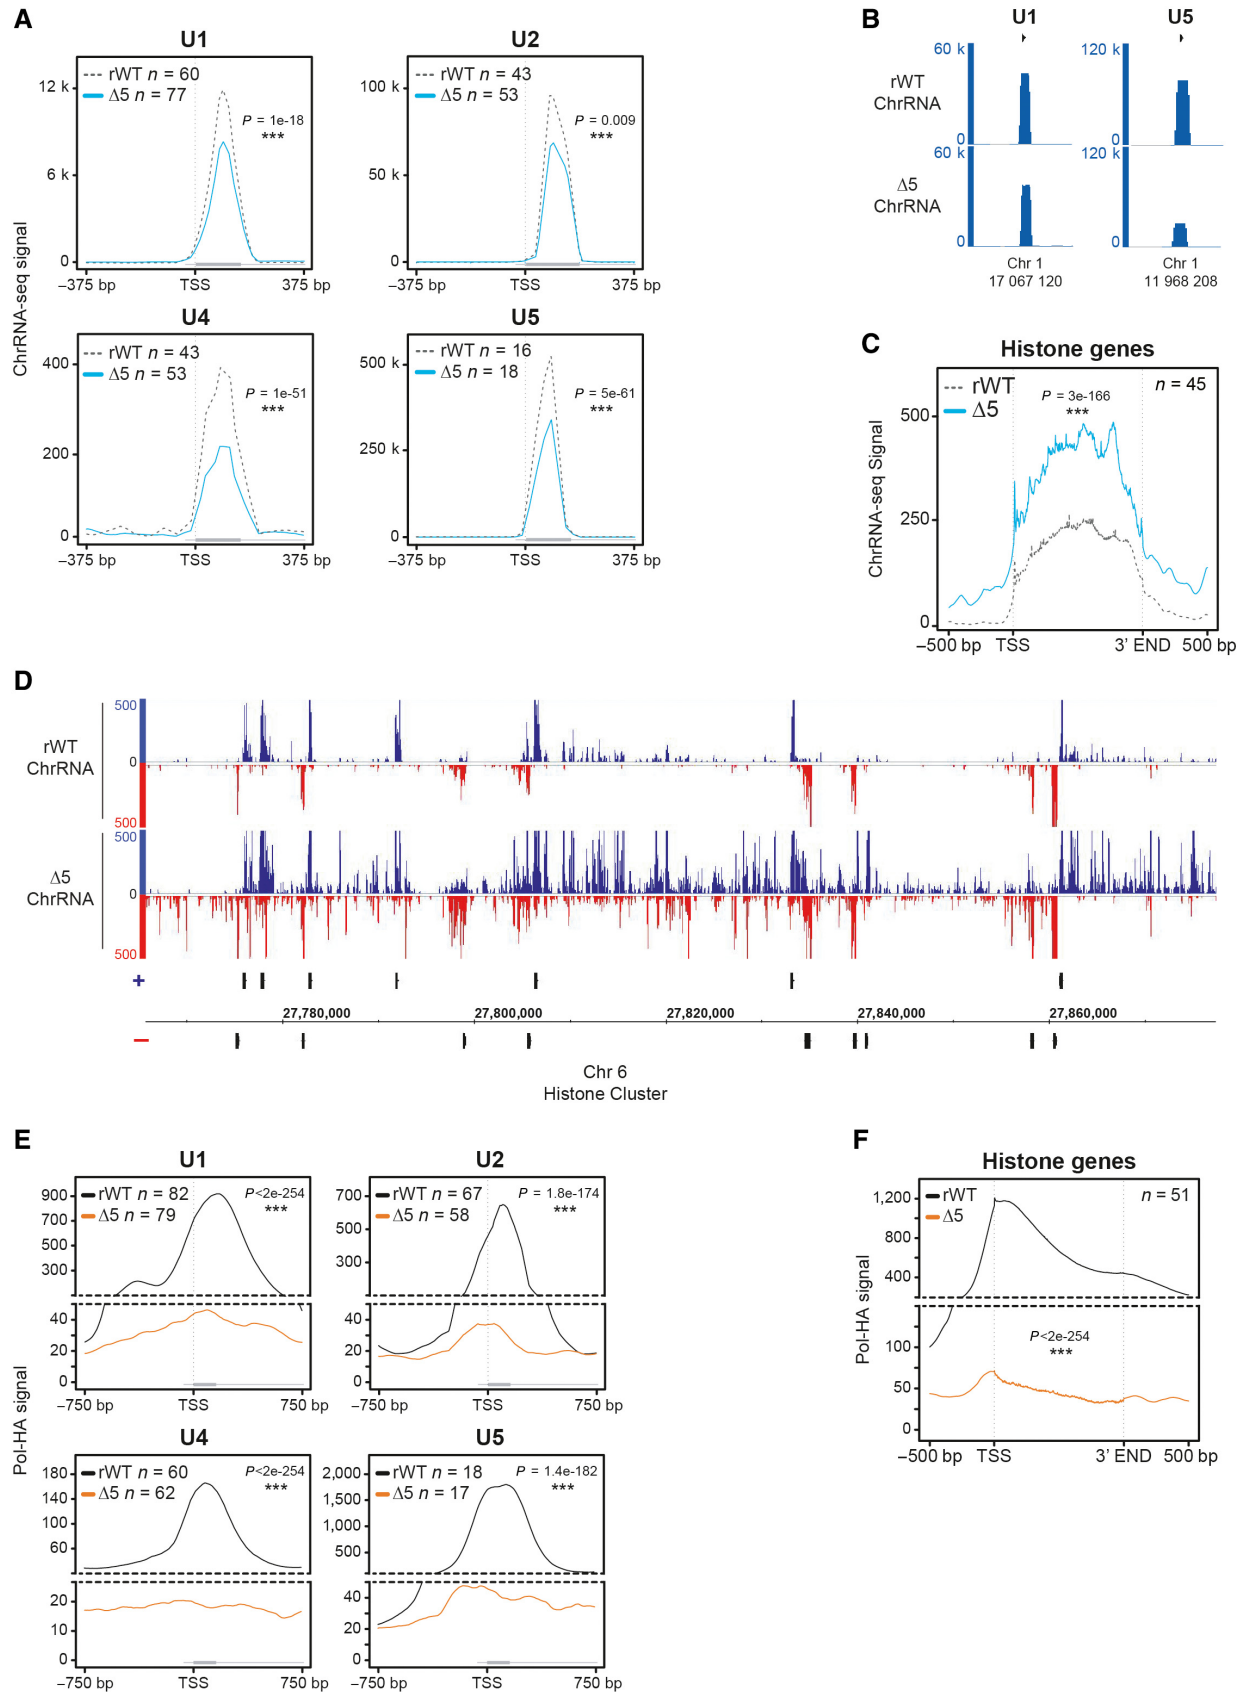 A
U1
rWT n = 60
Δ5 n = 77
P = 1e-18
***
12 k
6 k
0
–375 bp TSS 375 bp
U2
rWT n = 43
Δ5 n = 53
P = 0.009
***
100 k
50 k
0
–375 bp TSS 375 bp
ChrRNA-seq signal
U4
rWT n = 43
Δ5 n = 53
P = 1e-51
***
400
200
0
–375 bp TSS 375 bp
U5
rWT n = 16
Δ5 n = 18
P = 5e-61
***
500 k
250 k
0
–375 bp TSS 375 bp
B
U1 U5
rWT
ChrRNA
60 k
0
120 k
0
Δ5
ChrRNA
60 k
0
120 k
0
Chr 1
17 067 120
Chr 1
11 968 208
C
Histone genes
rWT
Δ5
n = 45
P = 3e-166
***
ChrRNA-seq Signal
500
250
0
–500 bp TSS 3’ END 500 bp
D
rWT
ChrRNA
500
0
500
Δ5
ChrRNA
500
0
500
+
27,780,000 27,800,000 27,820,000 27,840,000 27,860,000
–
Chr 6
Histone Cluster
E
U1
rWT n = 82
Δ5 n = 79
P<2e-254
***
900
700
500
300
40
20
0
–750 bp TSS 750 bp
U2
rWT n = 67
Δ5 n = 58
P = 1.8e-174
***
700
500
300
40
20
0
–750 bp TSS 750 bp
Pol-HA signal
U4
rWT n = 60
Δ5 n = 62
P<2e-254
***
180
140
100
60
20
10
0
–750 bp TSS 750 bp
U5
rWT n = 18
Δ5 n = 17
P = 1.4e-182
***
2,000
1,500
1,000
500
40
20
0
–750 bp TSS 750 bp
F
Histone genes
rWT
Δ5
n = 51
1,200
800
400
P<2e-254
***
100
50
0
Pol-HA signal
–500 bp TSS 3’ END 500 bp